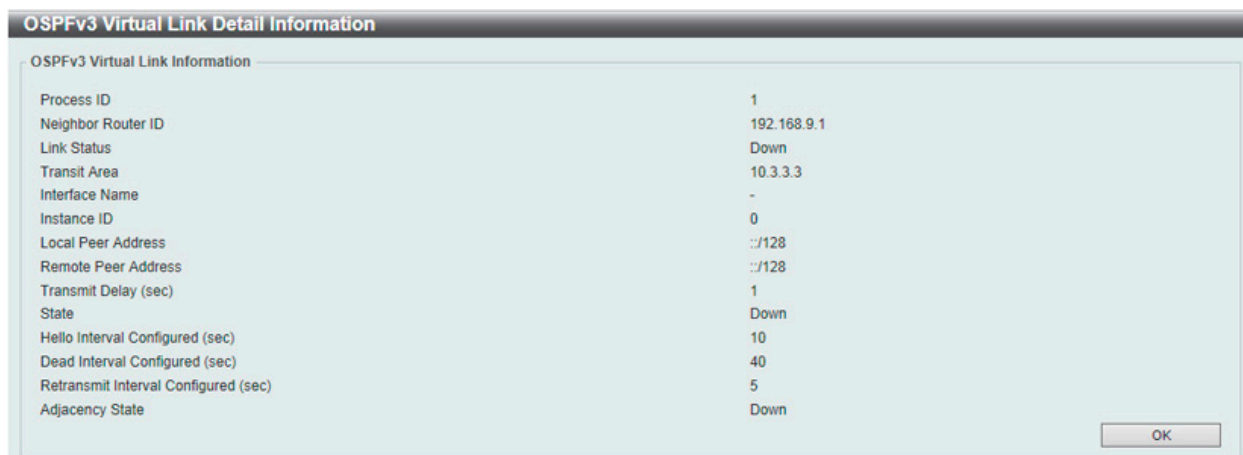 OSPFv3 Virtual Link Detail Information
OSPFv3 Virtual Link Information
Process ID 1
Neighbor Router ID 192.168.9.1
Link Status Down
Transit Area 10.3.3.3
Interface Name -
Instance ID 0
Local Peer Address ::/128
Remote Peer Address ::/128
Transmit Delay (sec) 1
State Down
Hello Interval Configured (sec) 10
Dead Interval Configured (sec) 40
Retransmit Interval Configured (sec) 5
Adjacency State Down
OK